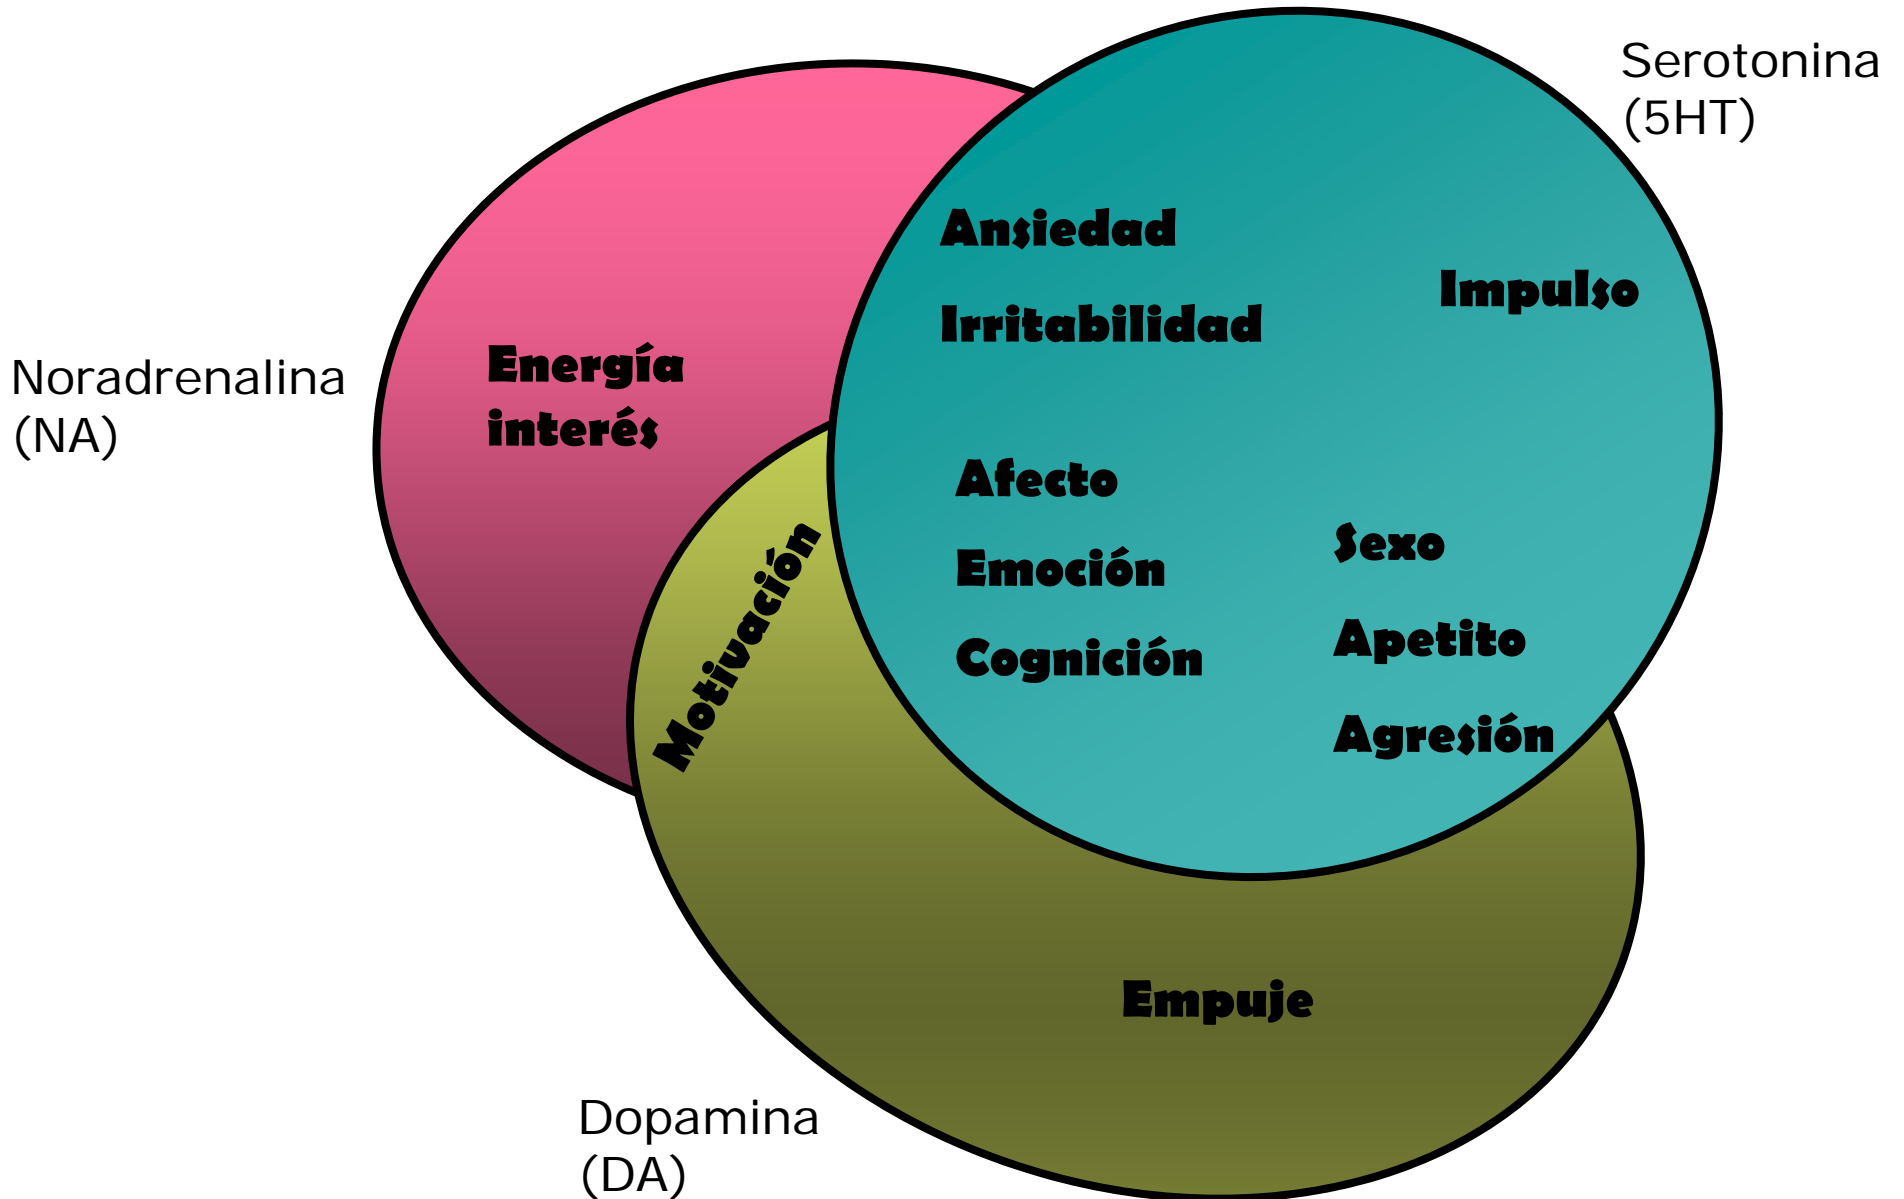 Serotonina
(5HT)
Ansiedad
Impulso
Irritabilidad
Energía
interés
Noradrenalina
(NA)
Afecto
Sexo
Emoción
Motivación
Apetito
Cognición
Agresión
Empuje
Dopamina
(DA)